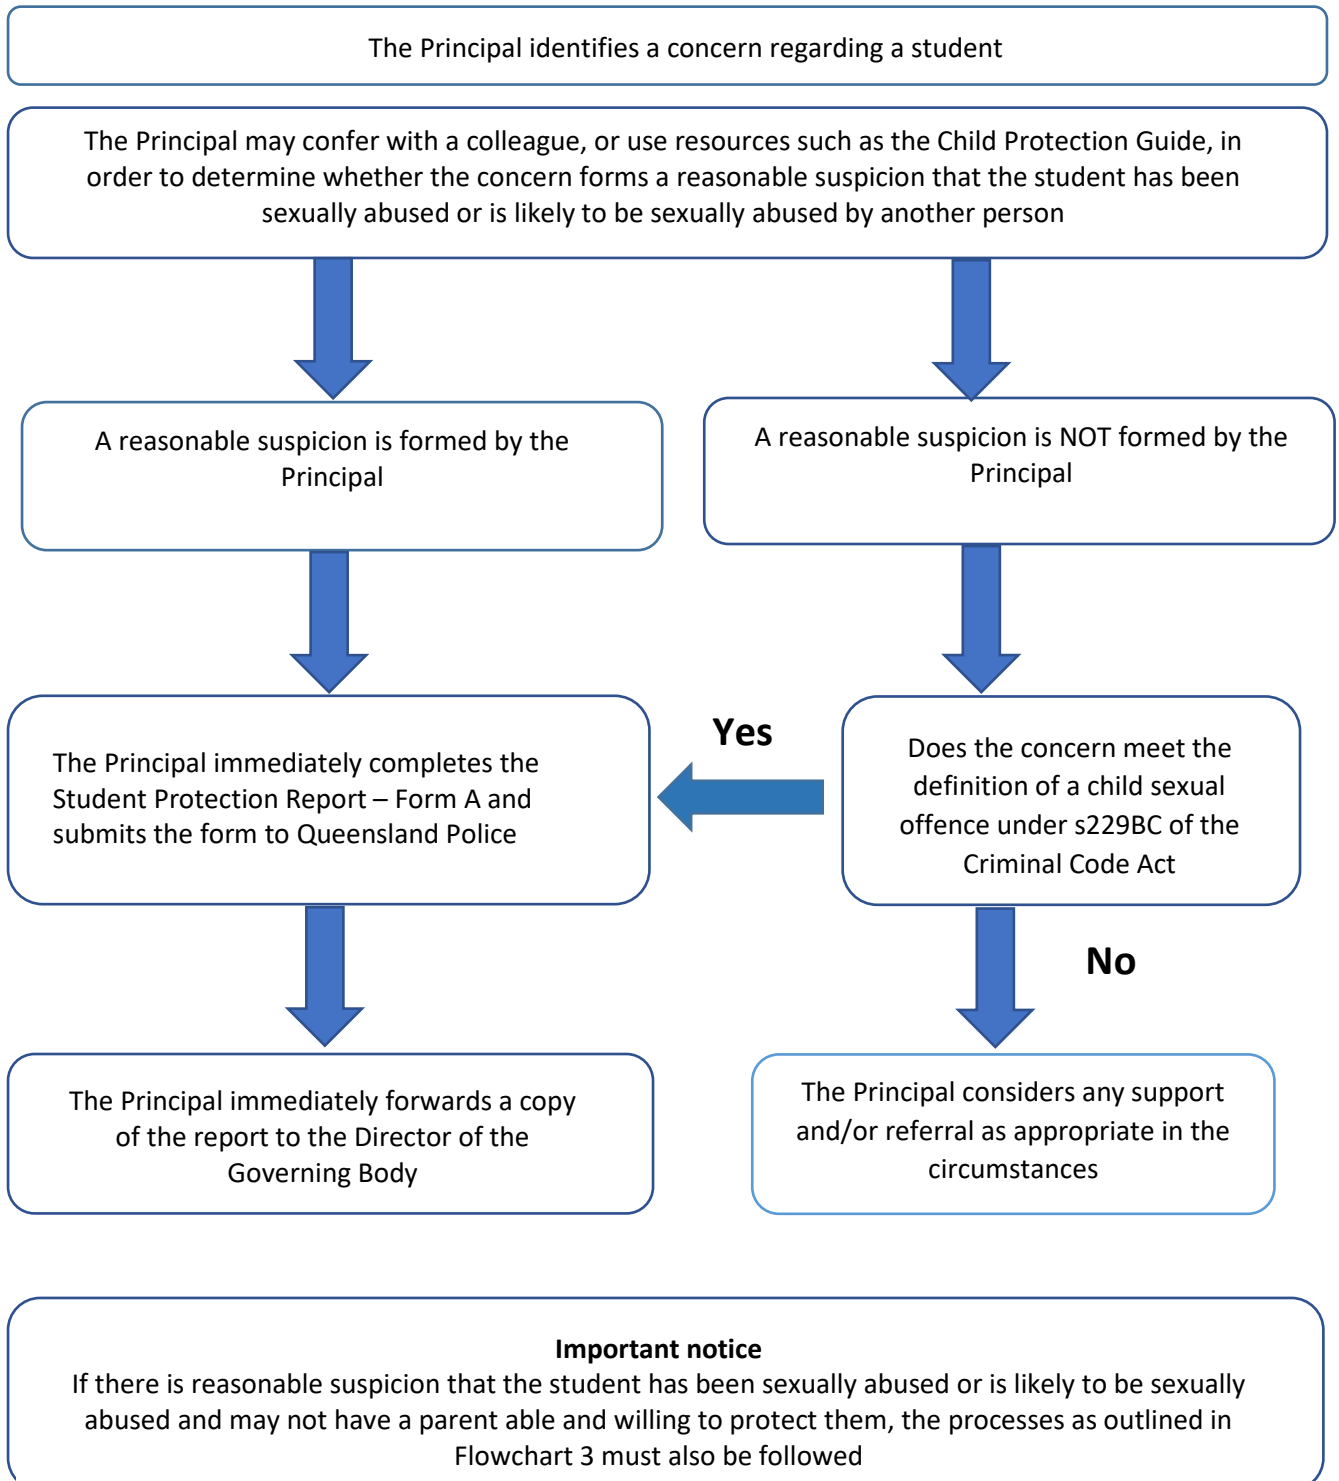 The Principal identifies a concern regarding a student
The Principal may confer with a colleague, or use resources such as the Child Protection Guide, in
order to determine whether the concern forms a reasonable suspicion that the student has been
sexually abused or is likely to be sexually abused by another person
A reasonable suspicion is formed by the
Principal
A reasonable suspicion is NOT formed by the
Principal
The Principal immediately completes the
Student Protection Report – Form A and
submits the form to Queensland Police
Yes
Does the concern meet the
definition of a child sexual
offence under s229BC of the
Criminal Code Act
No
The Principal immediately forwards a copy
of the report to the Director of the
Governing Body
The Principal considers any support
and/or referral as appropriate in the
circumstances
Important notice
If there is reasonable suspicion that the student has been sexually abused or is likely to be sexually
abused and may not have a parent able and willing to protect them, the processes as outlined in
Flowchart 3 must also be followed